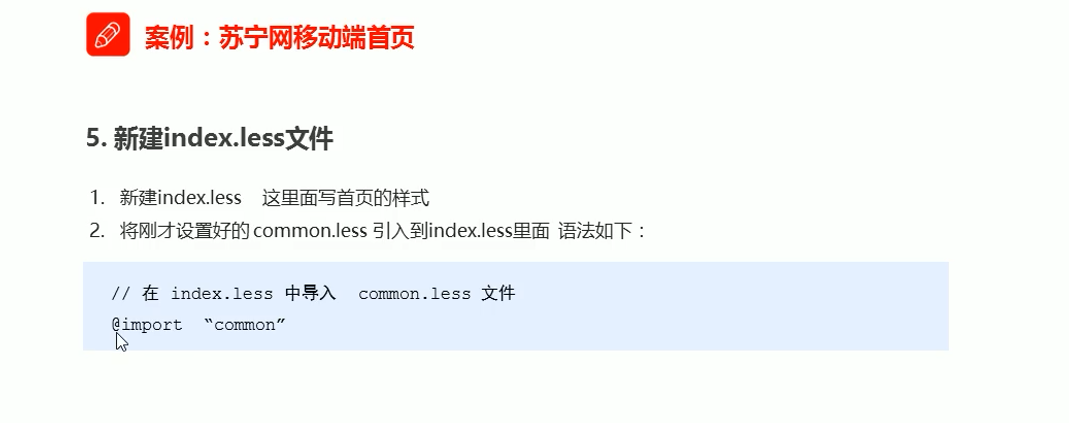 案例：苏宁网移动端首页
5. 新建index.less文件
1. 新建index.less 这里面写首页的样式
2. 将刚才设置好的 common.less 引入到index.less里面 语法如下：
// 在 index.less 中导入 common.less 文件
@import “common”